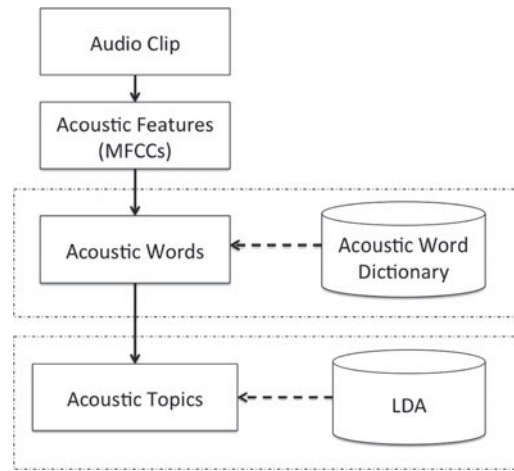 Audio Clip
Acoustic Features
(MFCCs)
Acoustic Words
Acoustic Word
Dictionary
Acoustic Topics
LDA